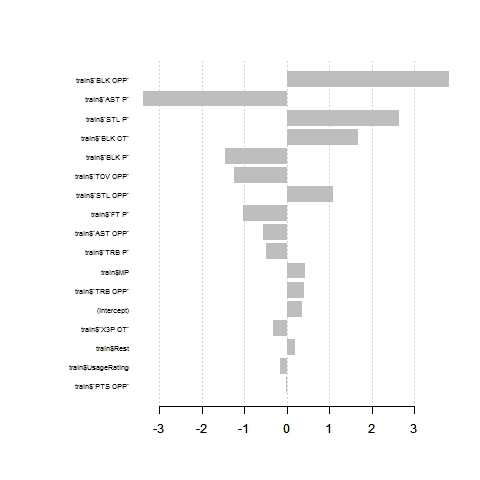 train$"BLK OPP"
train$"AST P"
train$"STL P"
train$"BLK OT"
train$"BLK P"
train$"TOV OPP"
train$"STL OPP"
train$"FT P"
train$"AST OPP"
train$"TRB P"
train$MP
train$"TRB OPP"
(Intercept)
train$"X3P OT"
train$Rest
train$UsageRating
train$"PTS OPP"
-3 -2 -1 0 1 2 3